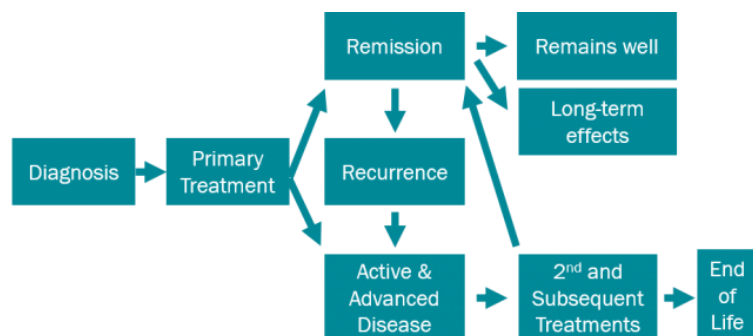 Remission
Remains well
Long-term
effects
Diagnosis
Primary
Treatment
Recurrence
Active &
Advanced
Disease
2nd and
Subsequent
Treatments
End
of
Life